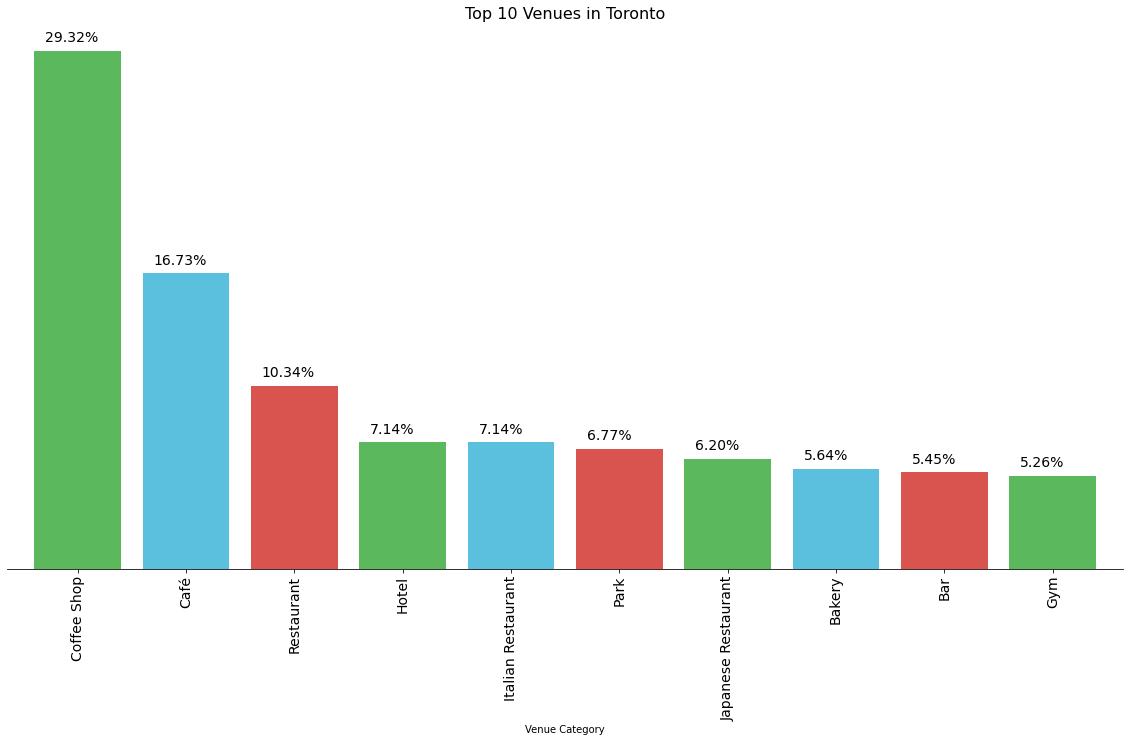 Top 10 Venues in Toronto
29.32%
16.73%
10.34%
7.14%
7.14%
6.77%
6.20%
5.64%
5.45%
5.26%
Coffee Shop
Café
Restaurant
Hotel
Italian Restaurant
Park
Japanese Restaurant
Bakery
Bar
Gym
Venue Category